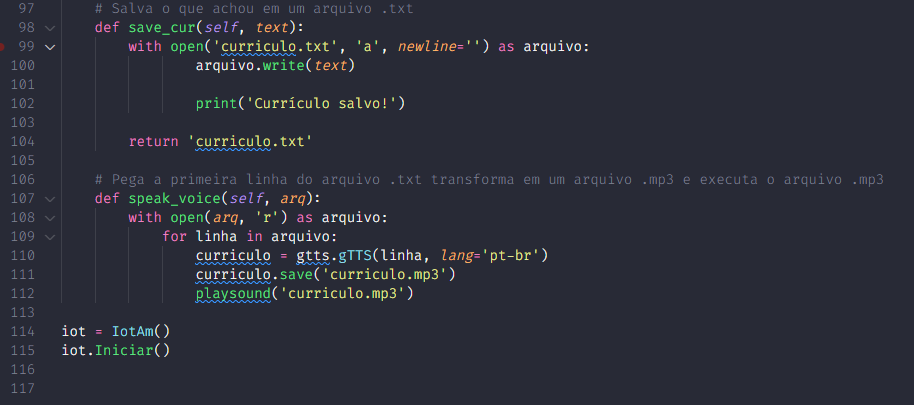 97 # Salva o que achou em um arquivo .txt
98 def save_cur(self, text):
99 with open('curriculo.txt', 'a', newline='') as arquivo:
100 arquivo.write(text)
101
102 print('Currículo salvo!')
103
104 return 'curriculo.txt'
105
106 # Pega a primeira linha do arquivo .txt transforma em um arquivo .mp3 e executa o arquivo .mp3
107 def speak_voice(self, arq):
108 with open(arq, 'r') as arquivo:
109 for linha in arquivo:
110 curriculo = gtts.gTTS(linha, lang='pt-br')
111 curriculo.save('curriculo.mp3')
112 playsound('curriculo.mp3')
113
114 iot = IotAm()
115 iot.Iniciar()
116
117